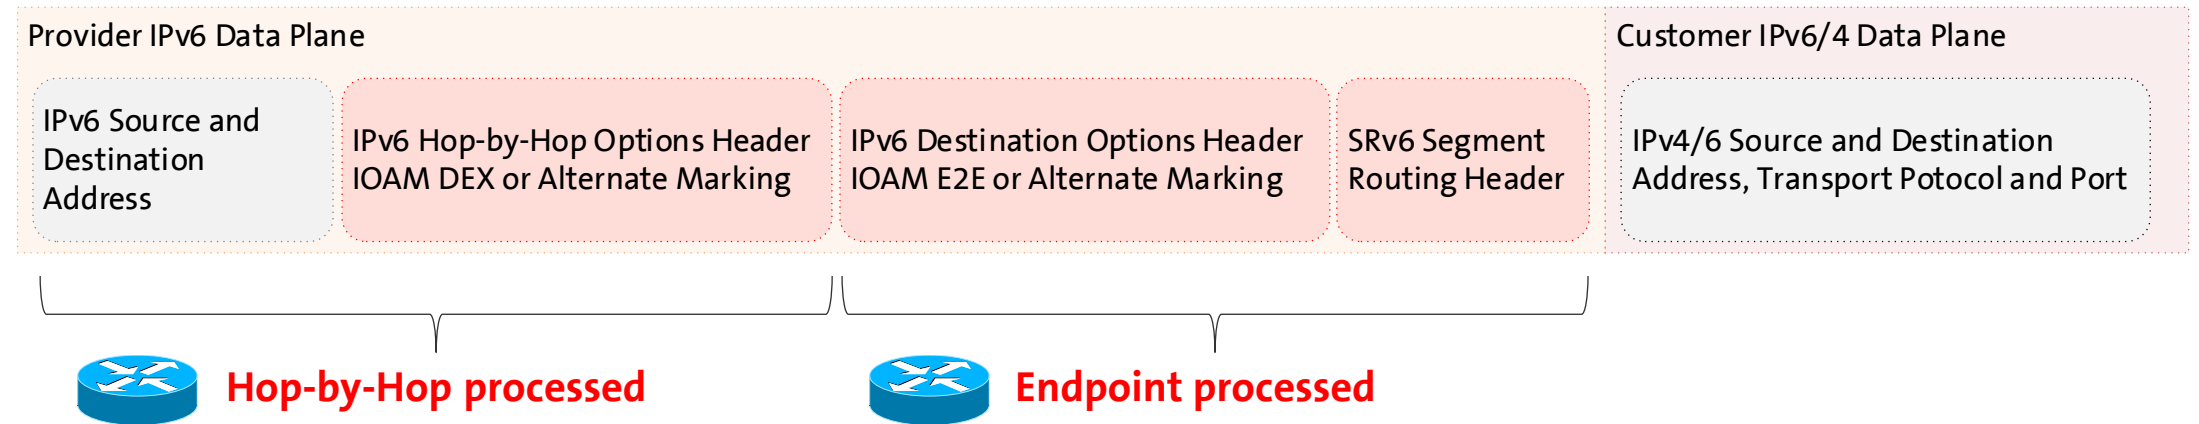 Provider IPv6 Data Plane
Customer IPv6/4 Data Plane
IPv6 Source and
Destination
Address
IPv6 Hop-by-Hop Options Header
IOAM DEX or Alternate Marking
IPv6 Destination Options Header
IOAM E2E or Alternate Marking
SRv6 Segment
Routing Header
IPv4/6 Source and Destination
Address, Transport Potocol and Port
Hop-by-Hop processed
Endpoint processed